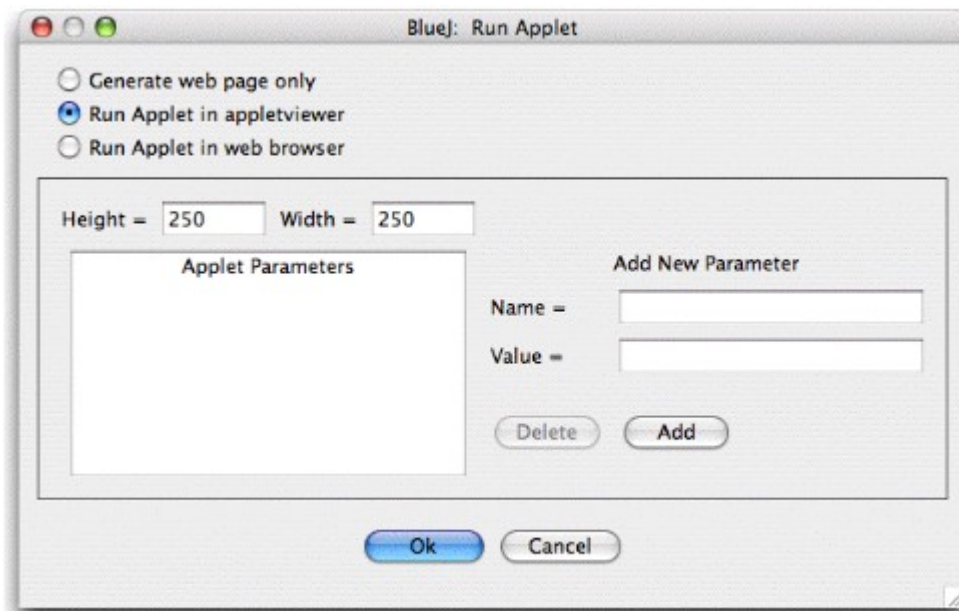 BlueJ: Run Applet
Generate web page only
Run Applet in appletviewer
Run Applet in web browser
Height = 250 Width = 250
Applet Parameters
Add New Parameter
Name =
Value =
Delete Add
Ok Cancel